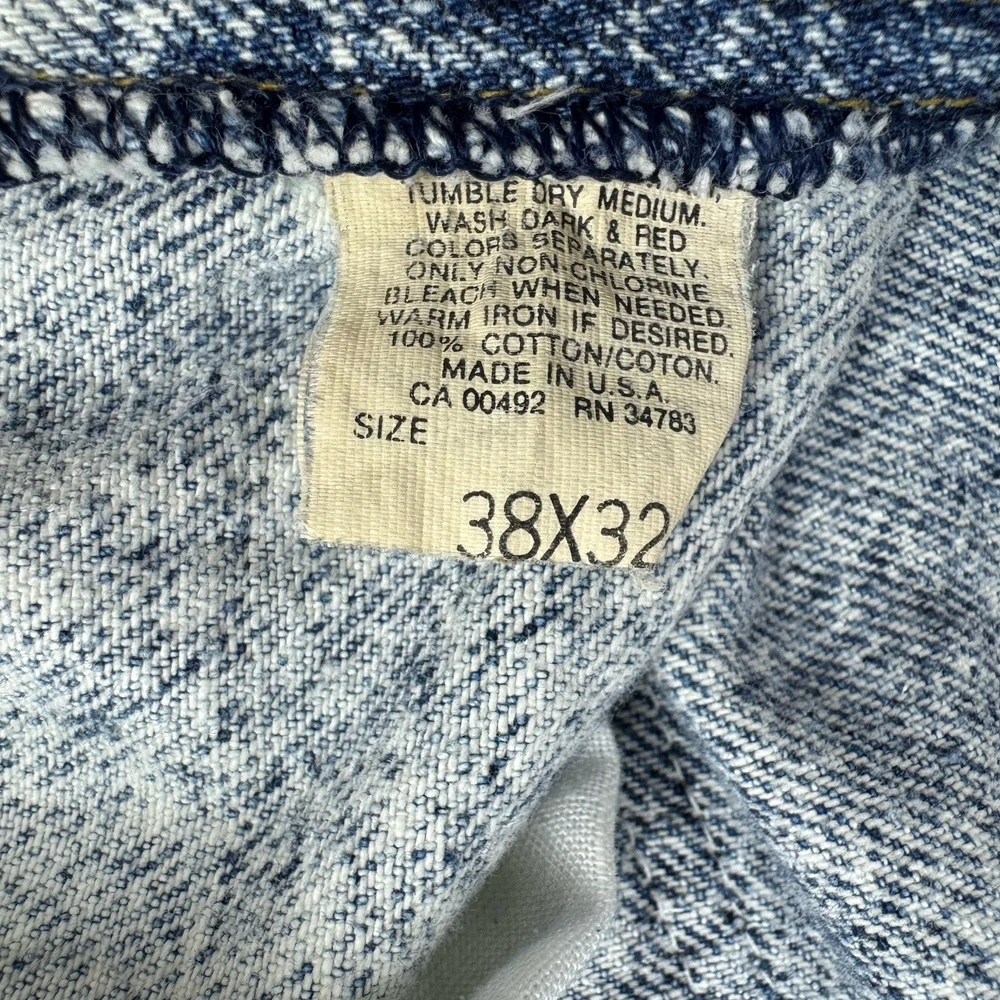 TUMBLE DRY MEDIUM.
WASH DARK & RED
COLORS SEPARATELY.
ONLY NON-CHLORINE
BLEACH WHEN NEEDED.
WARM IRON IF DESIRED.
100% COTTON/COTON.
MADE IN U.S.A.
CA 00492 RN 34783
SIZE
38X32